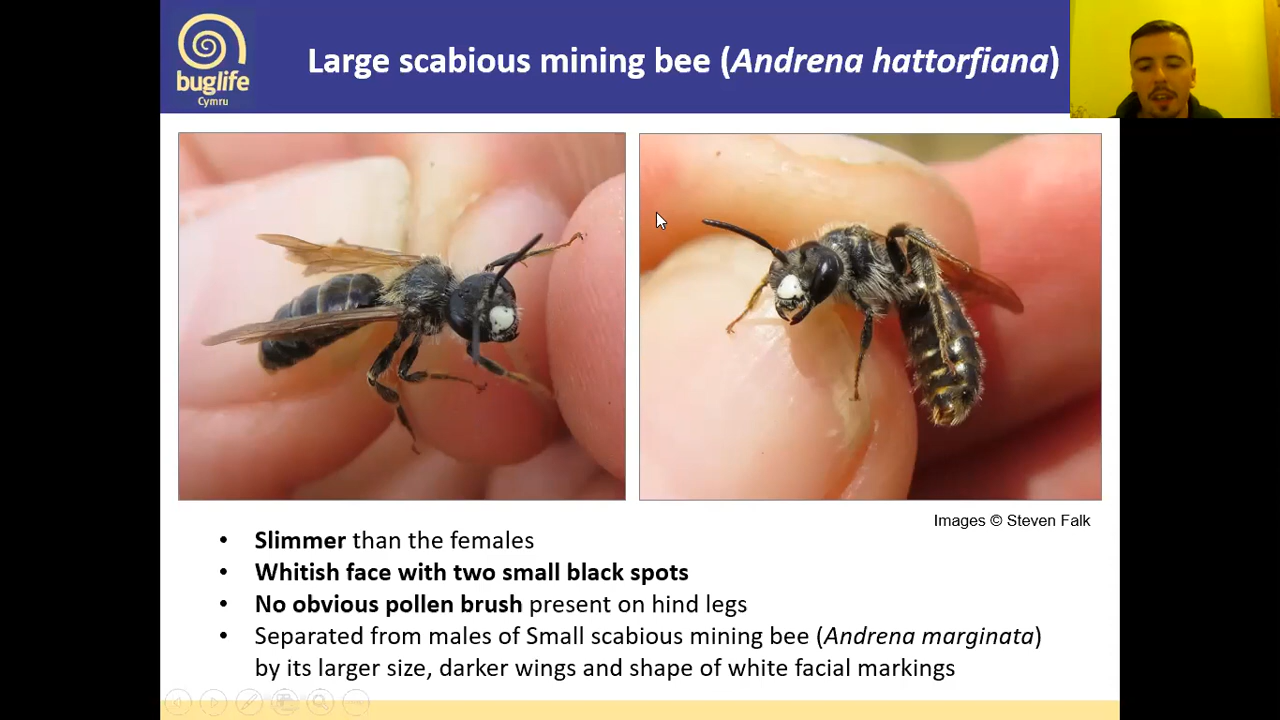 buglife
Cymru
Large scabious mining bee (Andrena hattorfiana)
Images © Steven Falk
• Slimmer than the females
• Whitish face with two small black spots
• No obvious pollen brush present on hind legs
• Separated from males of Small scabious mining bee (Andrena marginata)
by its larger size, darker wings and shape of white facial markings